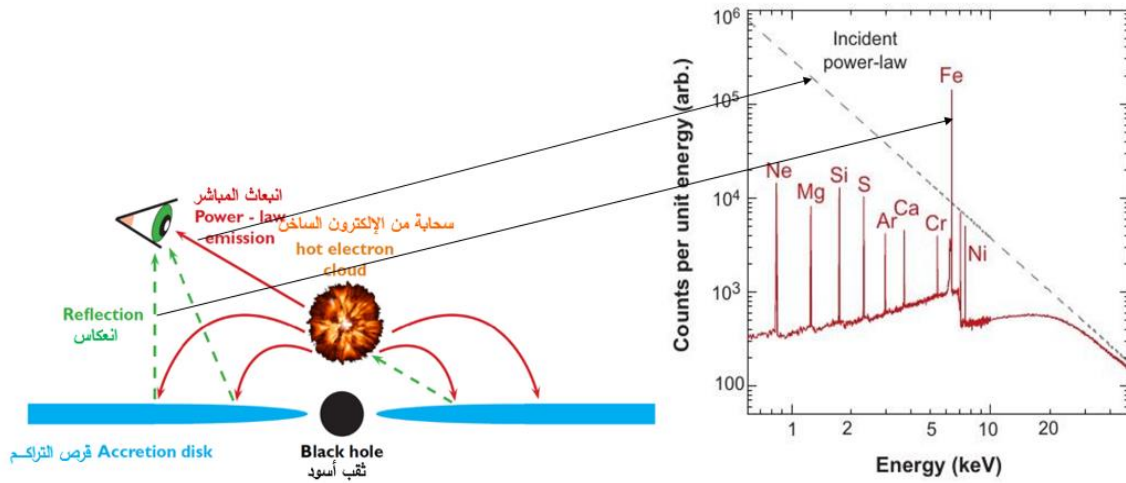 انبعاث المباشر
Power - law
emission
سحابة من الإلكترون الساخن
hot electron
cloud
Reflection
انعكاس
قرص التراكم Accretion disk
Black hole
ثقب أسود
Counts per unit energy (arb.)
10⁶
10⁵
10⁴
10³
100
Incident
power-law
Fe
Ne
Mg
Si
S
Ar
Ca
Cr
Ni
1 2 5 10 20
Energy (keV)